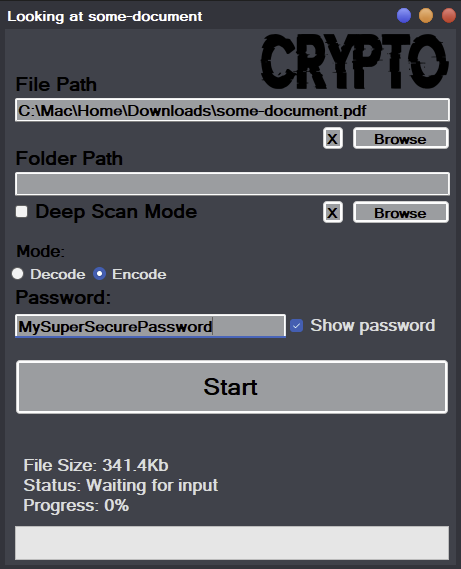 Looking at some-document
CRYPTO
File Path
C:\Mac\Home\Downloads\some-document.pdf
X Browse
Folder Path
Deep Scan Mode X Browse
Mode:
Decode Encode
Password:
MySuperSecurePassword Show password
Start
File Size: 341.4Kb
Status: Waiting for input
Progress: 0%